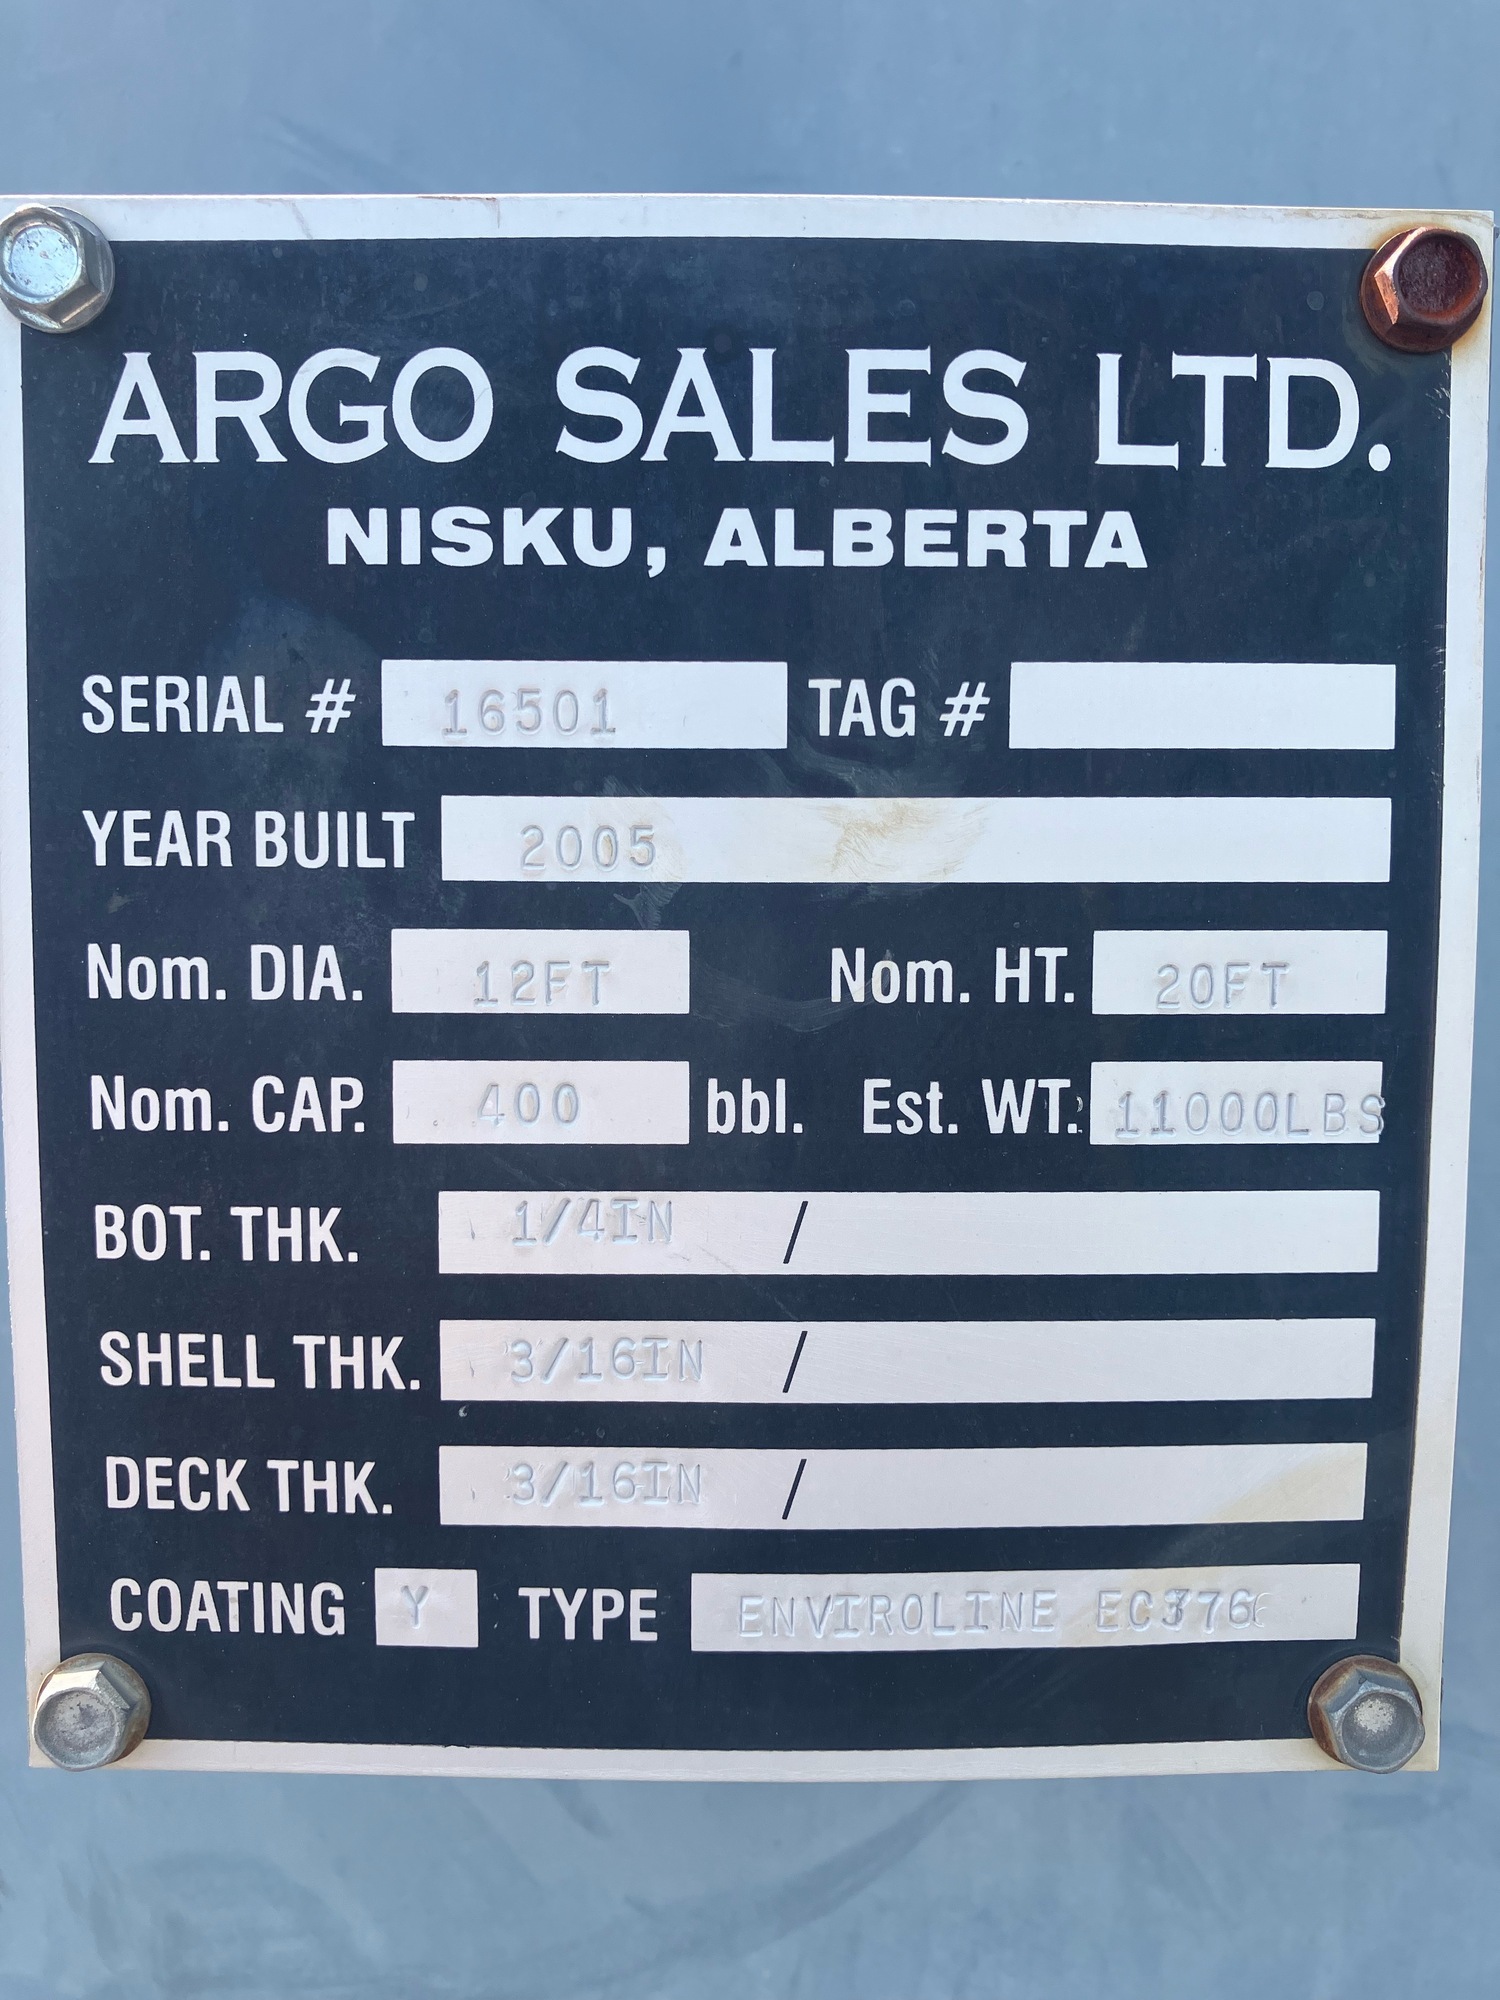 ARGO SALES LTD.
NISKU, ALBERTA
SERIAL # 16501 TAG #
YEAR BUILT 2005
Nom. DIA. 12FT Nom. HT. 20FT
Nom. CAP. 400 bbl. Est. WT. 11000LBS
BOT. THK. 1/4IN /
SHELL THK. 3/16IN /
DECK THK. 3/16IN /
COATING Y TYPE ENVIROLINE EC376